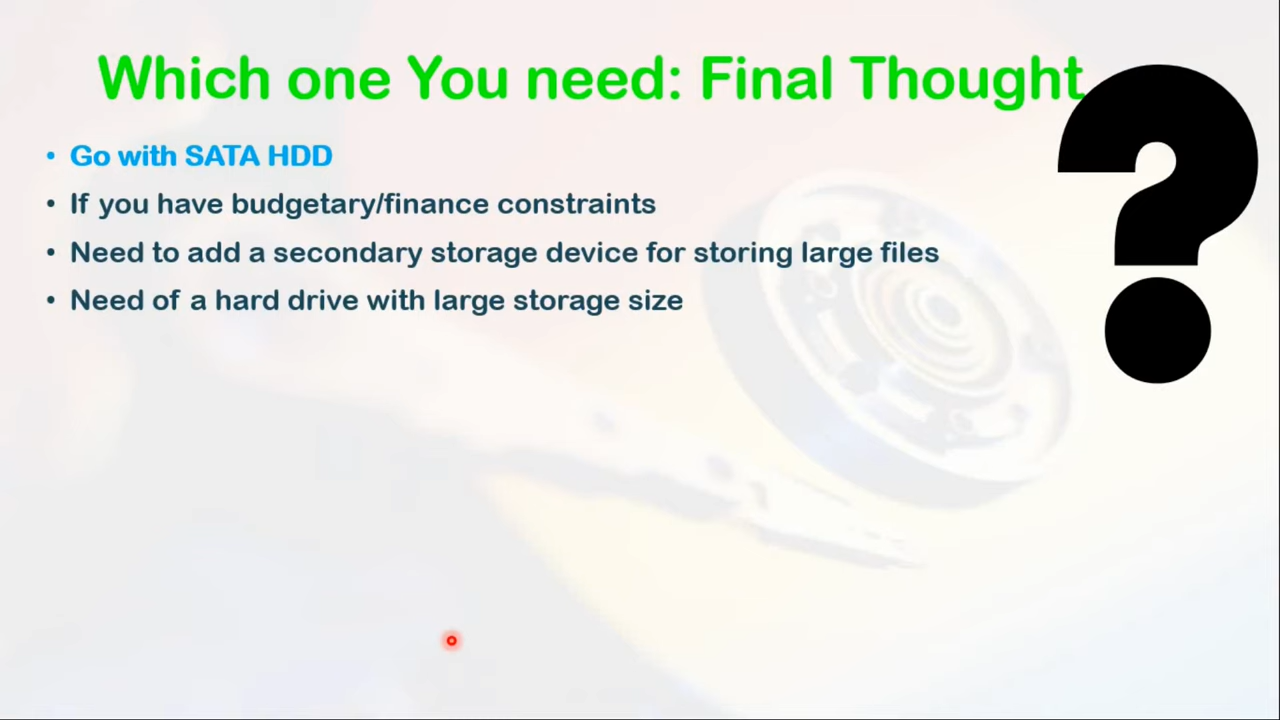 Which one You need: Final Thought
• Go with SATA HDD
• If you have budgetary/finance constraints
• Need to add a secondary storage device for storing large files
• Need of a hard drive with large storage size
?